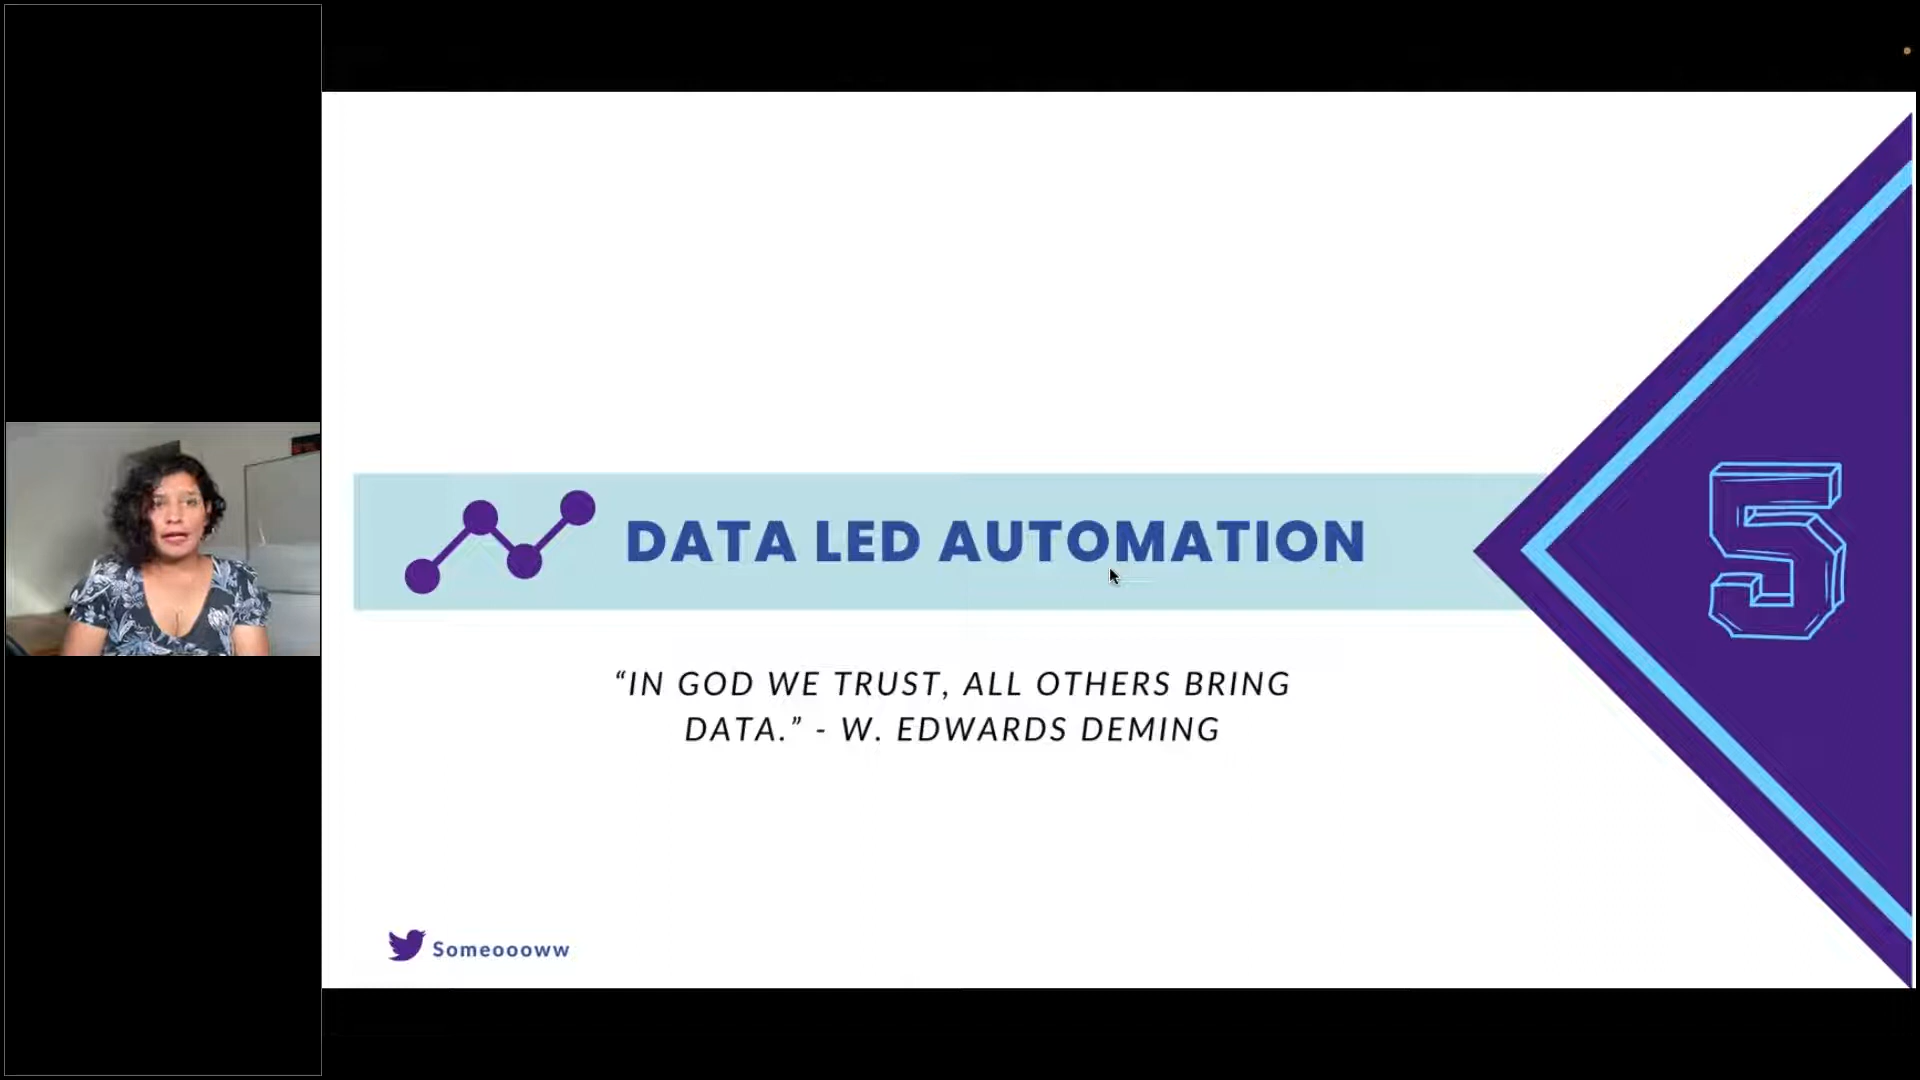 DATA LED AUTOMATION
5
“IN GOD WE TRUST, ALL OTHERS BRING
DATA.” - W. EDWARDS DEMING
Someoooww